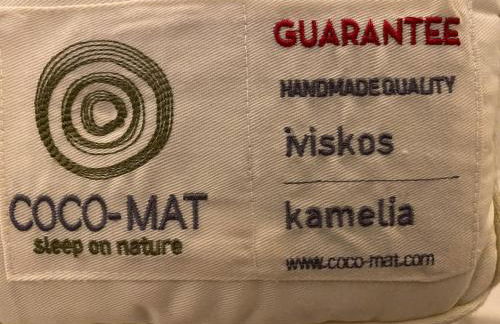 COCO-MAT
sleep on nature
GUARANTEE
HANDMADE QUALITY
iviskos
kamelia
www.coco-mat.com